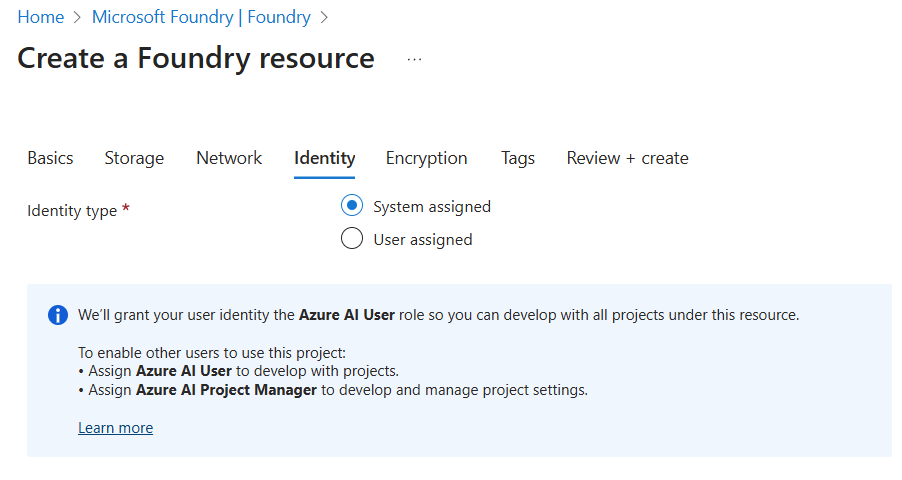 Home > Microsoft Foundry | Foundry >
Create a Foundry resource ...
Basics Storage Network Identity Encryption Tags Review + create
Identity type * System assigned
User assigned
We'll grant your user identity the Azure AI User role so you can develop with all projects under this resource.
To enable other users to use this project:
• Assign Azure AI User to develop with projects.
• Assign Azure AI Project Manager to develop and manage project settings.
Learn more